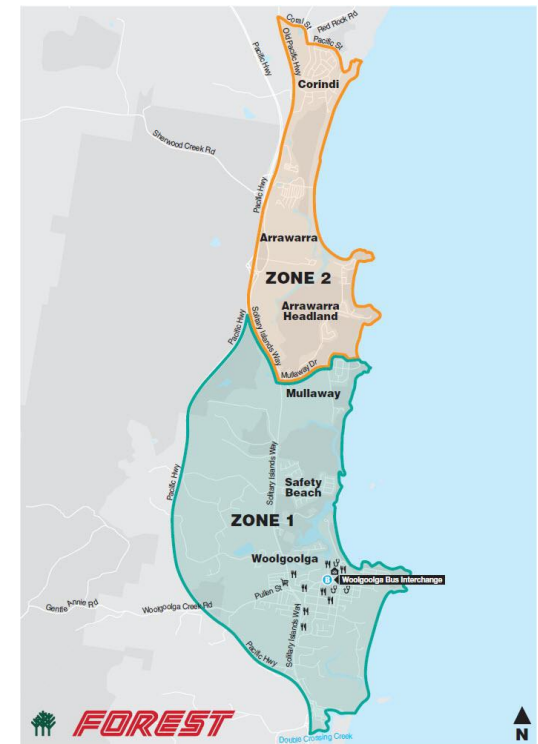 Coral St
Red Rock Rd
Pacific St
Old Pacific Hwy
Pacific Hwy
Corindi
Sherwood Creek Rd
Pacific Hwy
Arrawarra
ZONE 2
Arrawarra
Headland
Pacific Hwy
Solitary Islands Way
Mullaway Dr
Mullaway
Solitary Islands Way
Pacific Hwy
Safety
Beach
ZONE 1
Woolgoolga
B
Woolgoolga Bus Interchange
Pullen St
Gentle Annie Rd
Woolgoolga Creek Rd
Solitary Islands Way
Pacific Hwy
FOREST
Double Crossing Creek
N